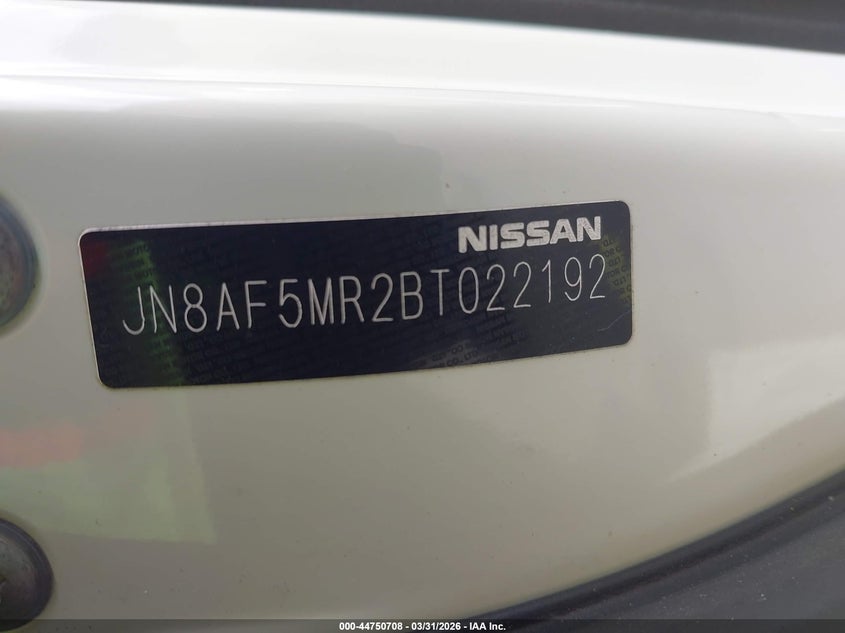 NISSAN
JN8AF5MR2BT022192
000-44750708 - 03/31/2026 - IAA Inc.